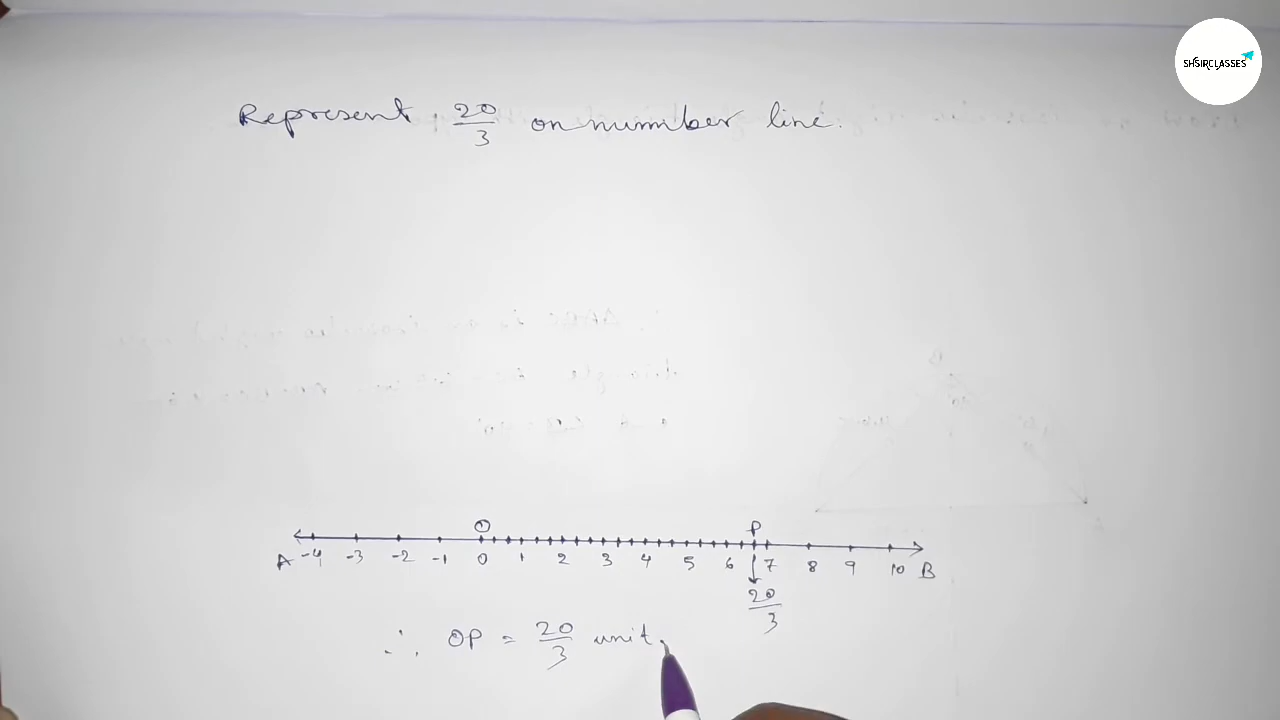 SHSIRCLASSES
Represent 20/3 on number line.
O P
A -4 -3 -2 -1 0 1 2 3 4 5 6 7 8 9 10 B
20/3
∴ OP = 20/3 unit.